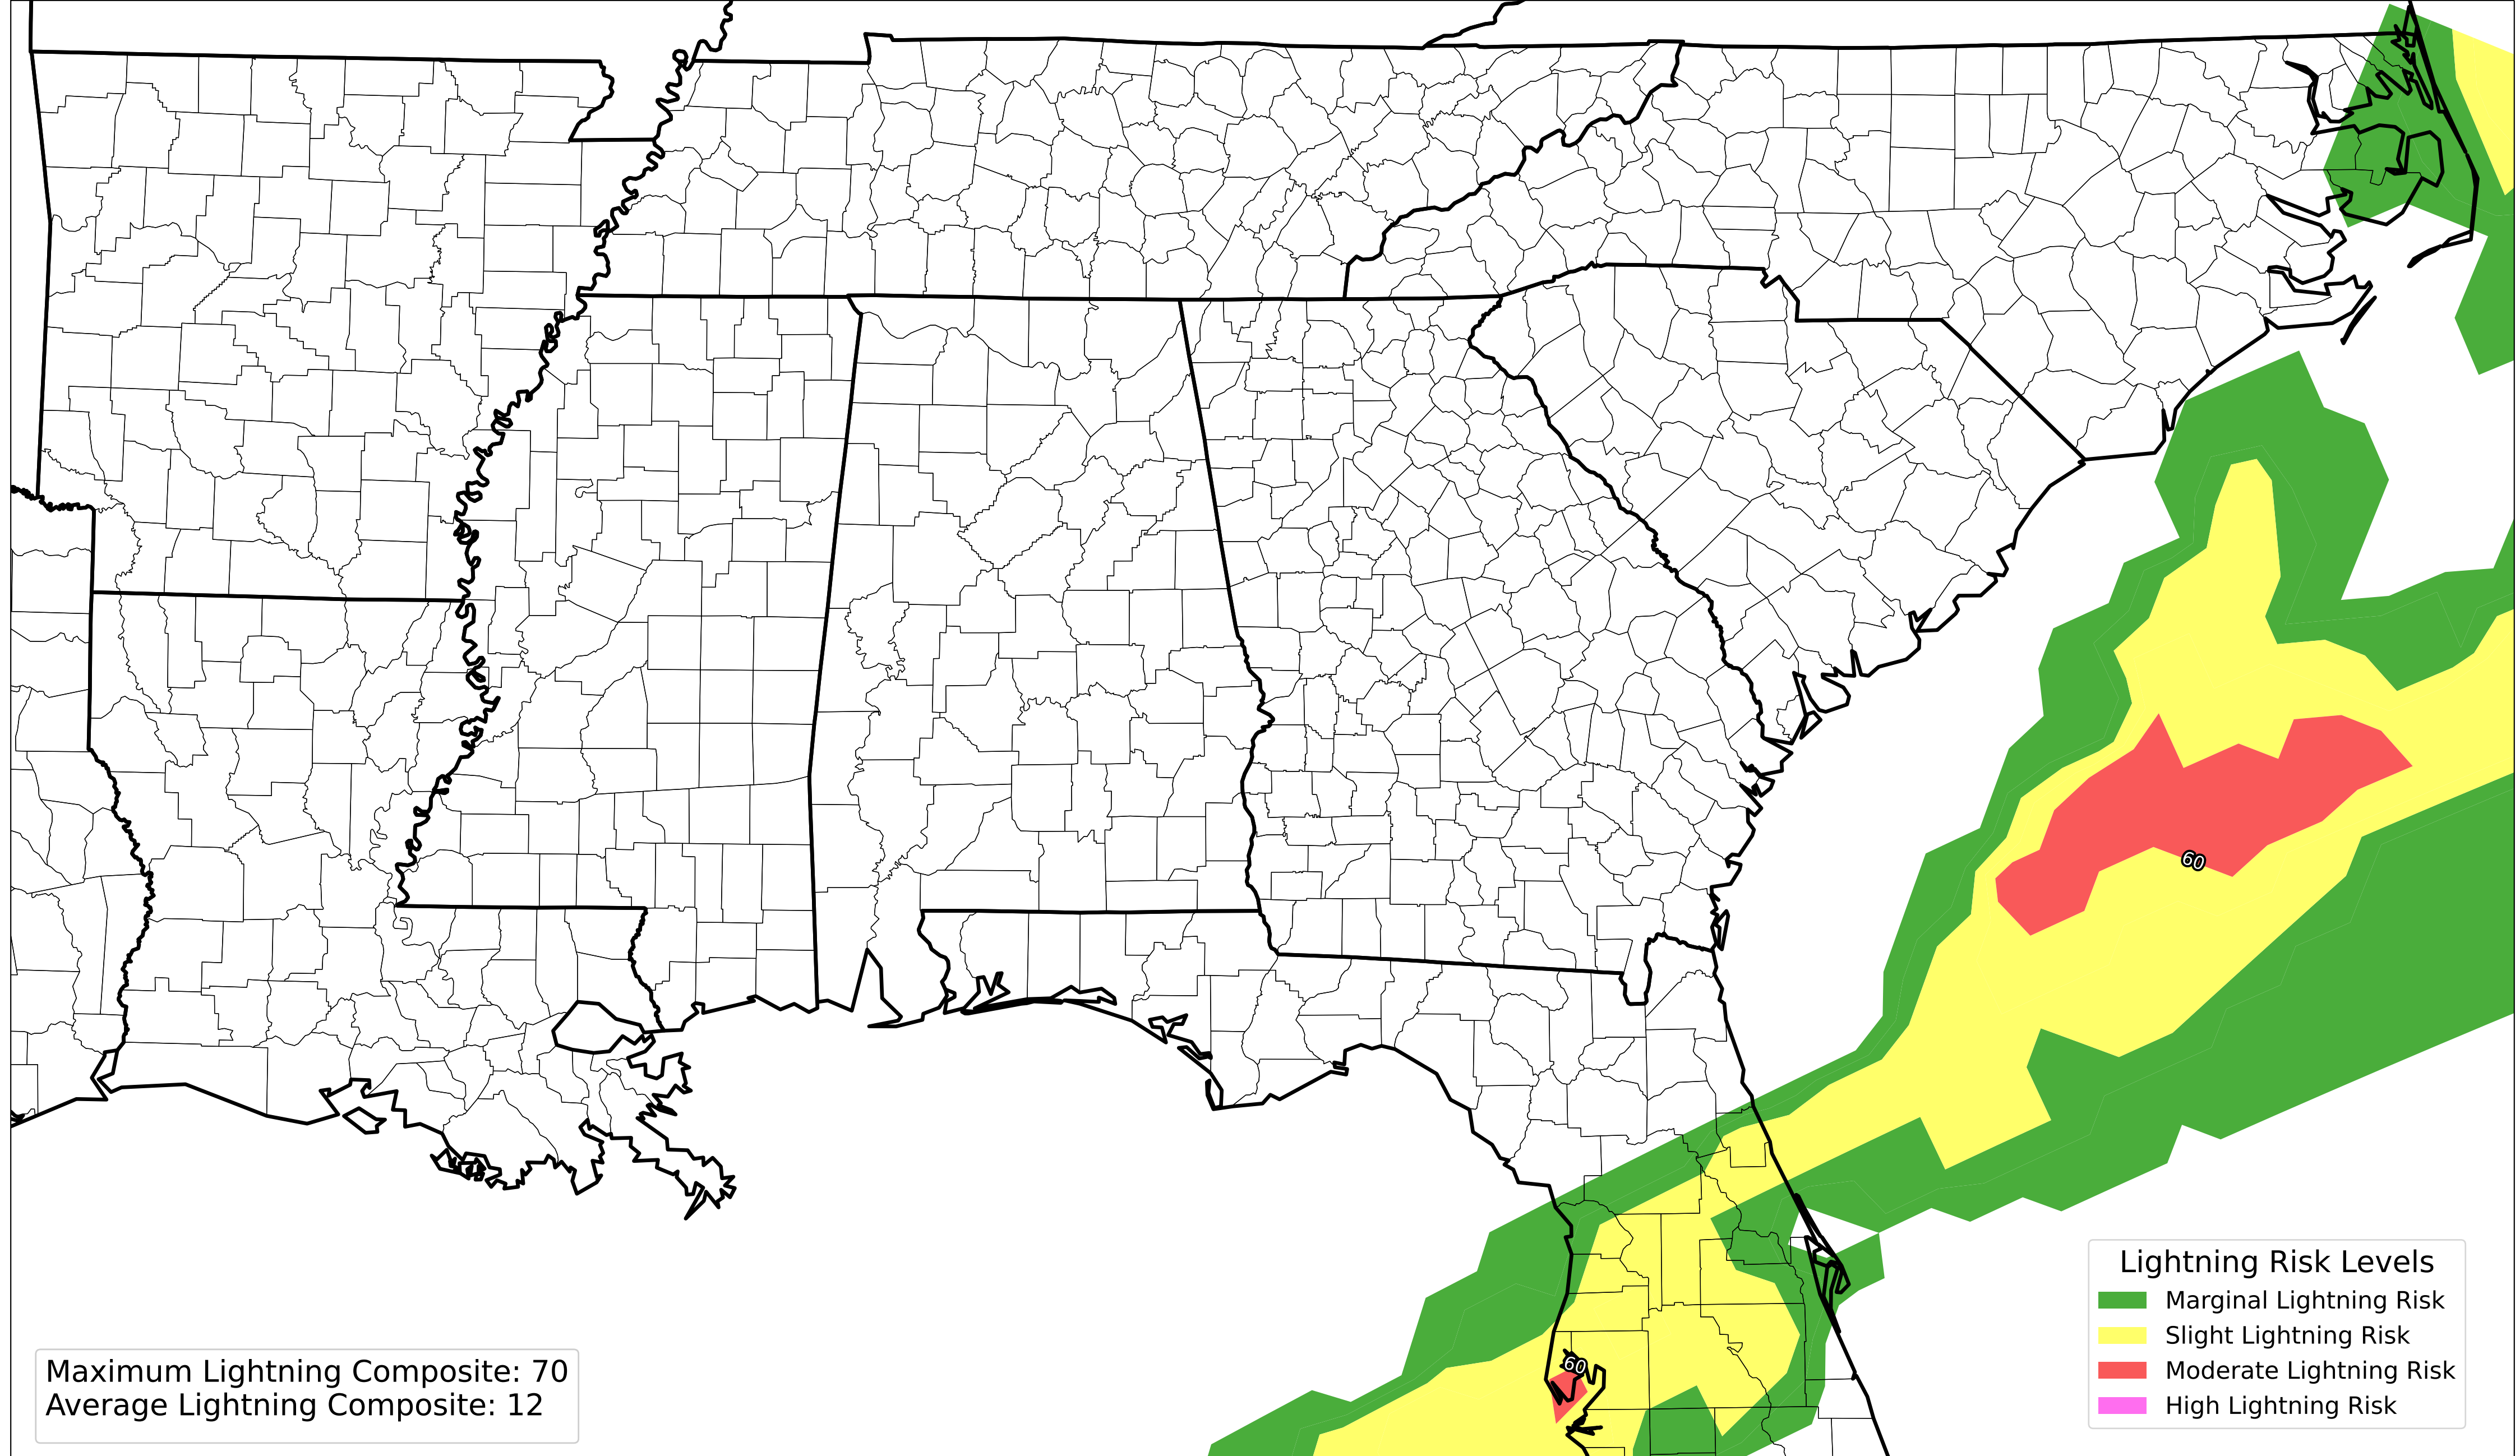 60
60
Maximum Lightning Composite: 70
Average Lightning Composite: 12
Lightning Risk Levels
Marginal Lightning Risk
Slight Lightning Risk
Moderate Lightning Risk
High Lightning Risk